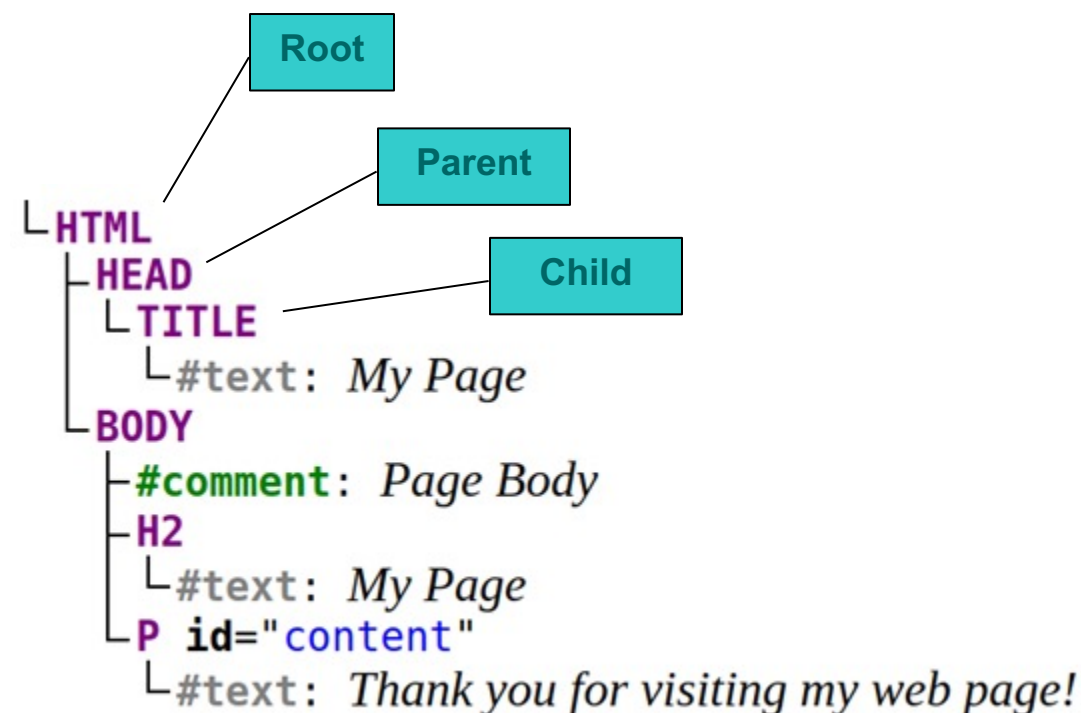 Root
Parent
Child
HTML
HEAD
TITLE
#text: My Page
BODY
#comment: Page Body
H2
#text: My Page
P id="content"
#text: Thank you for visiting my web page!